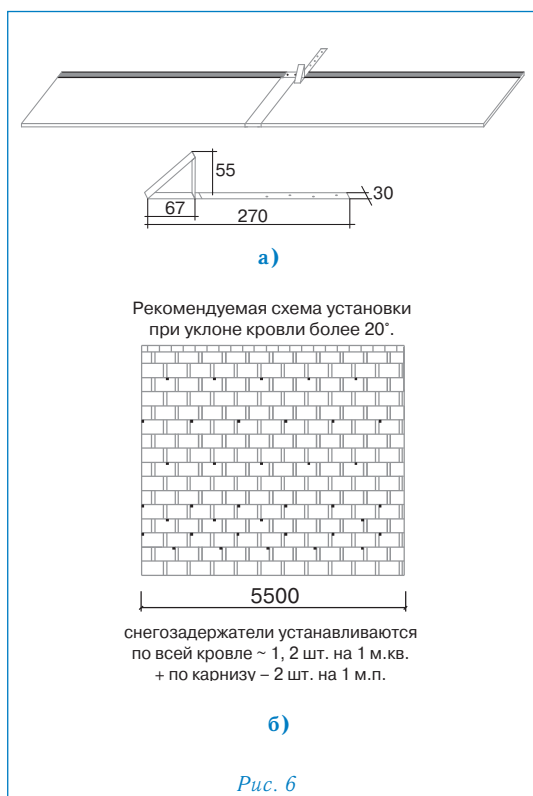 55
30
67
270
а)
Рекомендуемая схема установки
при уклоне кровли более 20°.
5500
снегозадержатели устанавливаются
по всей кровле ~ 1, 2 шт. на 1 м.кв.
+ по карнизу – 2 шт. на 1 м.п.
б)
Рис. 6